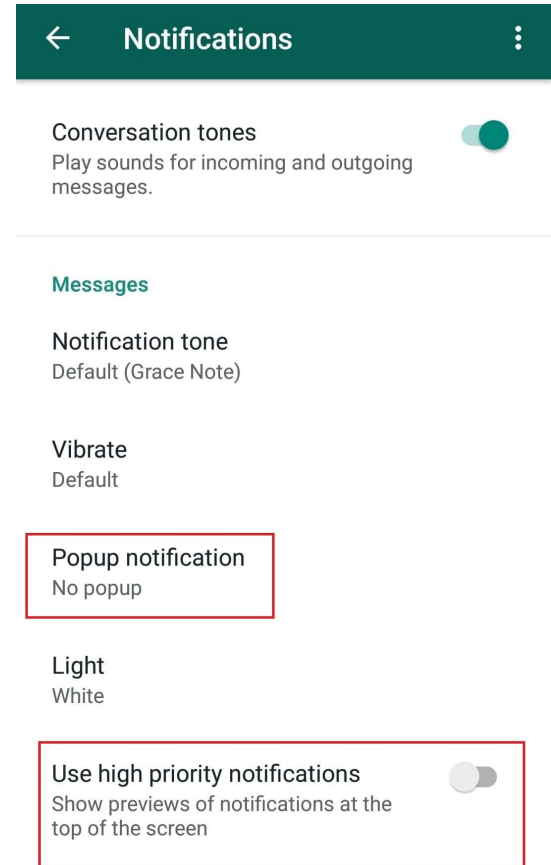 Notifications
Conversation tones
Play sounds for incoming and outgoing
messages.
Messages
Notification tone
Default (Grace Note)
Vibrate
Default
Popup notification
No popup
Light
White
Use high priority notifications
Show previews of notifications at the
top of the screen